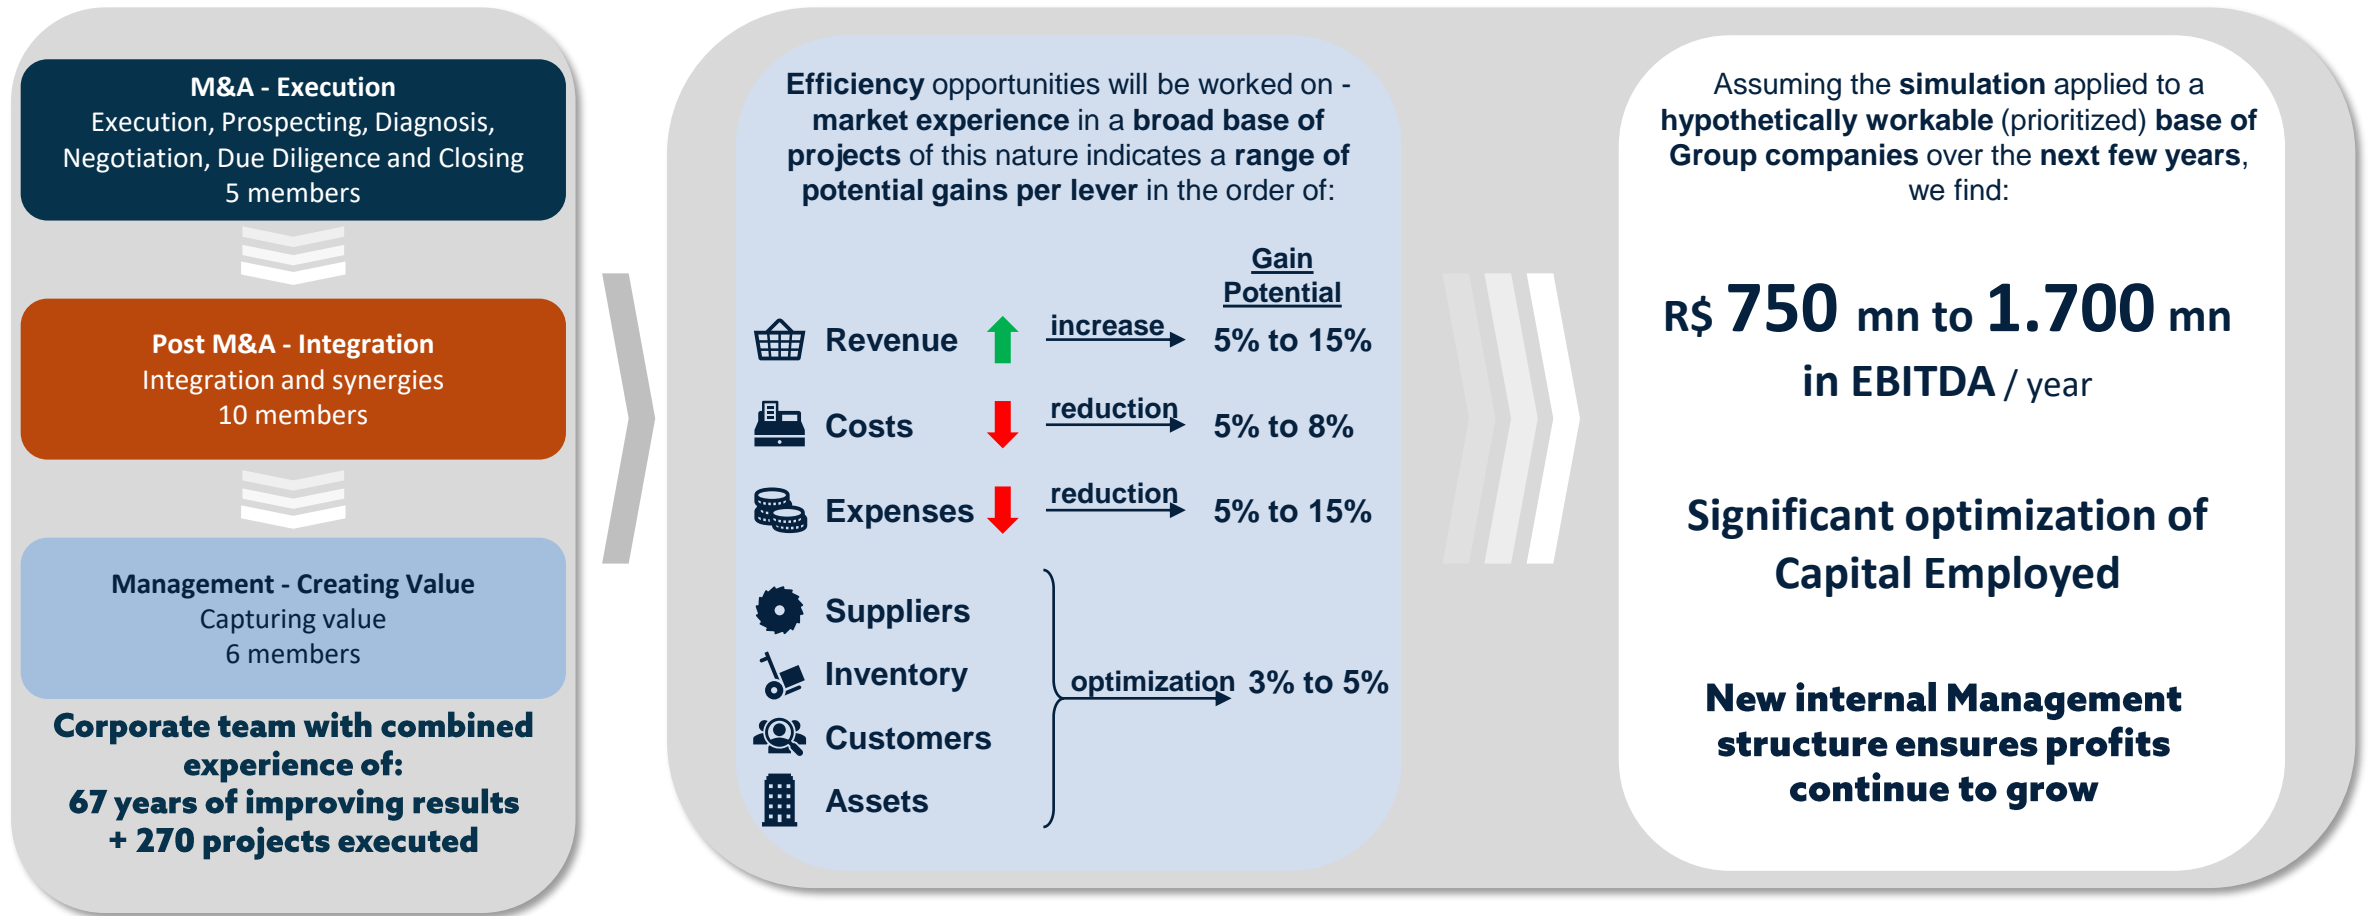 M&A - Execution
Execution, Prospecting, Diagnosis,
Negotiation, Due Diligence and Closing
5 members
Post M&A - Integration
Integration and synergies
10 members
Management - Creating Value
Capturing value
6 members
Corporate team with combined
experience of:
67 years of improving results
+ 270 projects executed
Efficiency opportunities will be worked on -
market experience in a broad base of
projects of this nature indicates a range of
potential gains per lever in the order of:
Gain
Potential
Revenue increase 5% to 15%
Costs reduction 5% to 8%
Expenses reduction 5% to 15%
Suppliers
Inventory
optimization 3% to 5%
Customers
Assets
Assuming the simulation applied to a
hypothetically workable (prioritized) base of
Group companies over the next few years,
we find:
R$ 750 mn to 1.700 mn
in EBITDA / year
Significant optimization of
Capital Employed
New internal Management
structure ensures profits
continue to grow